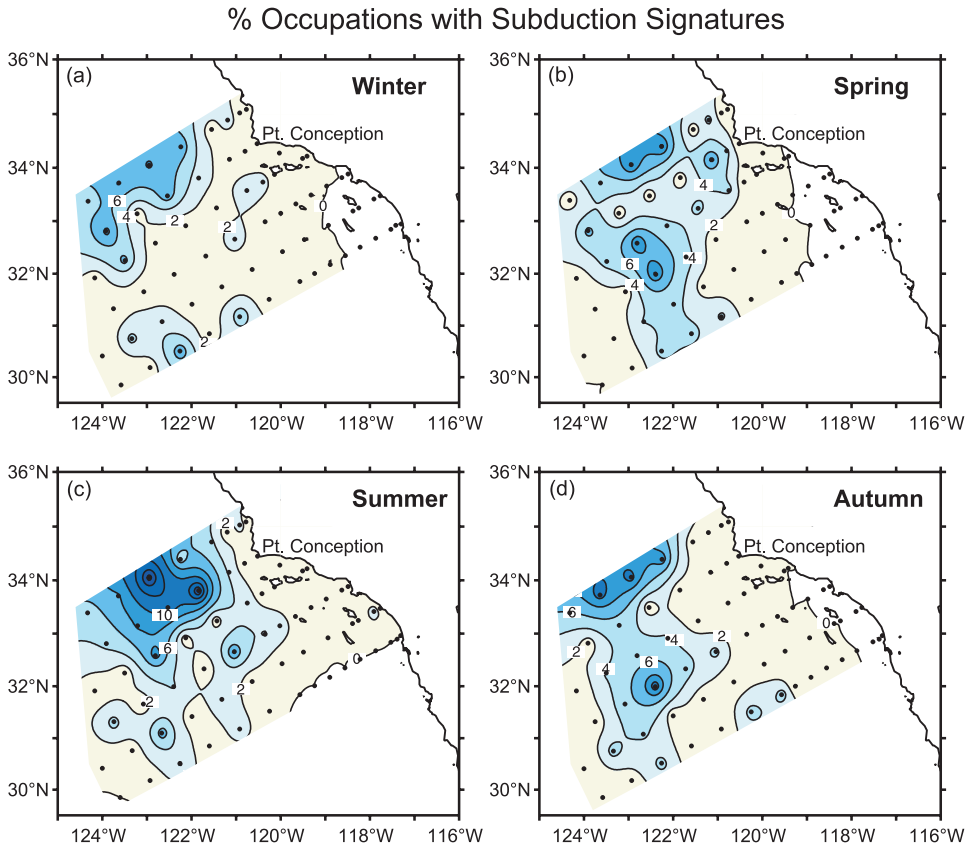 % Occupations with Subduction Signatures
36°N (a) Winter
Pt. Conception
34°N
6
4
2
0
2
32°N
2
30°N
124°W 122°W 120°W 118°W 116°W
36°N (b) Spring
Pt. Conception
34°N
4
2
0
6
32°N
4
4
30°N
124°W 122°W 120°W 118°W 116°W
36°N (c) Summer
2
Pt. Conception
34°N
10
6
0
32°N
2
2
30°N
124°W 122°W 120°W 118°W 116°W
36°N (d) Autumn
Pt. Conception
34°N
6
0
4
2
2
6
4
32°N
30°N
124°W 122°W 120°W 118°W 116°W